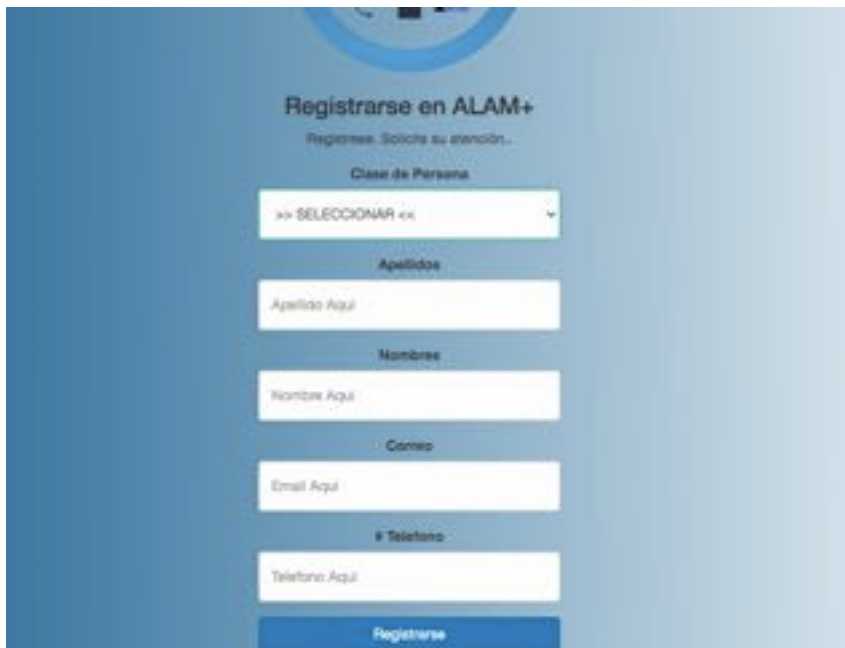 Registrarse en ALAM+
Registrese. Solicite su atención..
Clase de Persona
>> SELECCIONAR <<
Apellidos
Apellido Aqui
Nombres
Nombre Aqui
Correo
Email Aqui
# Telefono
Telefono Aqui
Registrarse